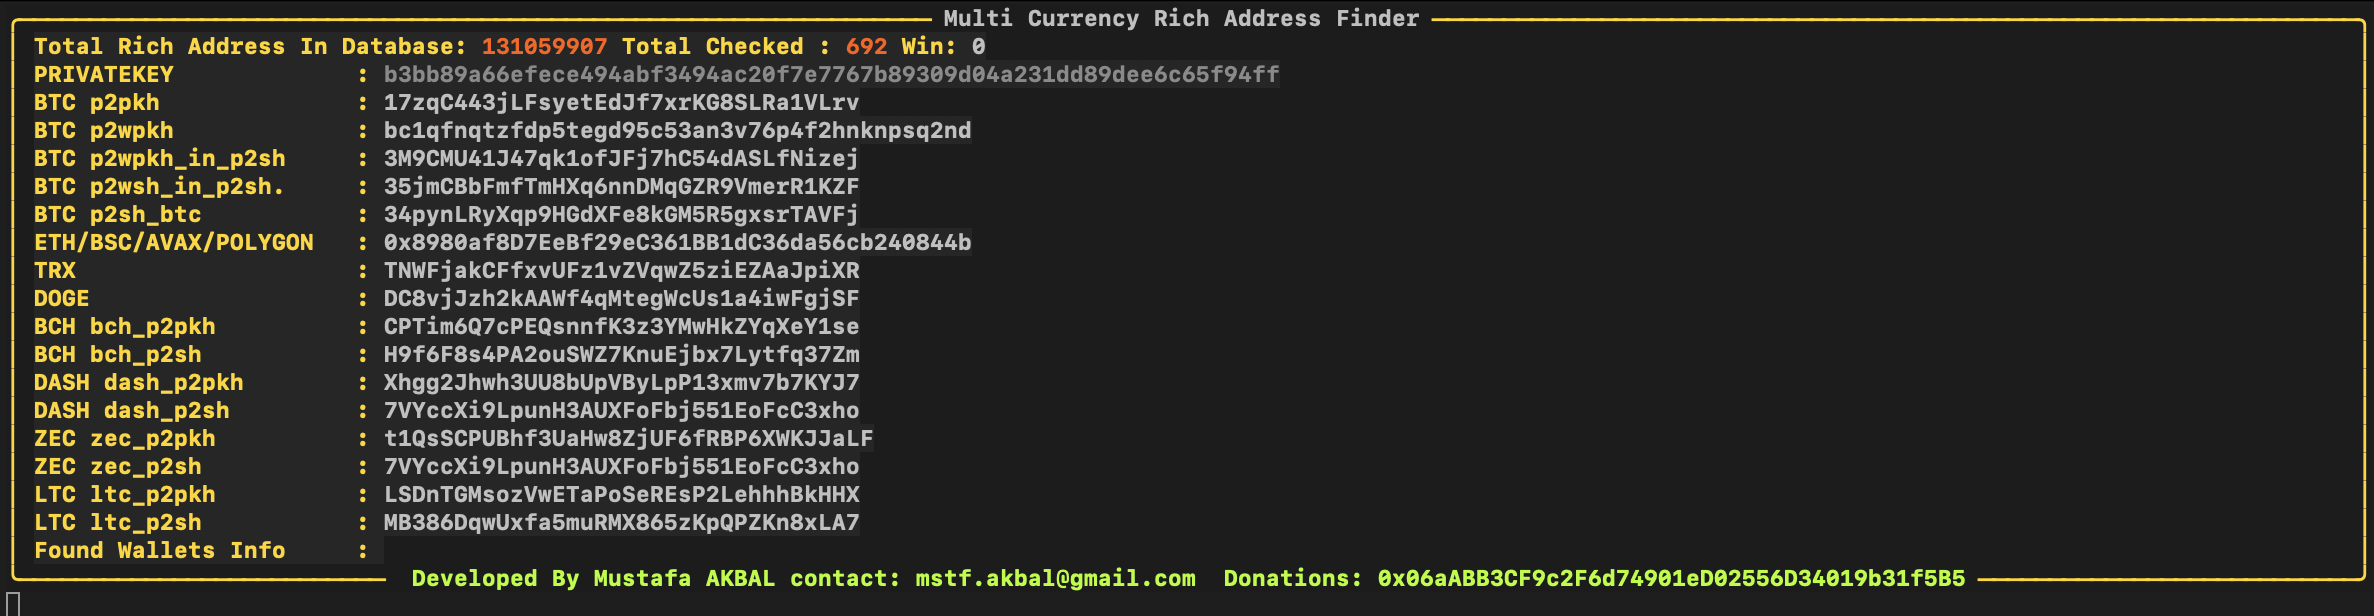 Multi Currency Rich Address Finder
Total Rich Address In Database: 131059907 Total Checked : 692 Win: 0
PRIVATEKEY : b3bb89a66efece494abf3494ac20f7e7767b89309d04a231dd89dee6c65f94ff
BTC p2pkh : 17zqC443jLFsyetEdJf7xrKG8SLRa1VLrv
BTC p2wpkh : bc1qfnqtzfdp5tegd95c53an3v76p4f2hnknpsq2nd
BTC p2wpkh_in_p2sh : 3M9CMU41J47qk1ofJFj7hC54dASLfNizej
BTC p2wsh_in_p2sh. : 35jmCBbFmfTmHXq6nnDMqGZR9VmerR1KZF
BTC p2sh_btc : 34pynLRyXqp9HGdXFe8kGM5R5gxsrTAVFj
ETH/BSC/AVAX/POLYGON : 0x8980af8D7EeBf29eC361BB1dC36da56cb240844b
TRX : TNWFjakCFfxvUFz1vZVqwZ5ziEZAaJpiXR
DOGE : DC8vjJzh2kAAWf4qMtegWcUs1a4iwFgjSF
BCH bch_p2pkh : CPTim6Q7cPEQsnnfK3z3YMwHkZYqXeY1se
BCH bch_p2sh : H9f6F8s4PA2ouSWZ7KnuEjbx7Lytfq37Zm
DASH dash_p2pkh : Xhgg2Jhwh3UU8bUpVByLpP13xmv7b7KYJ7
DASH dash_p2sh : 7VYccXi9LpunH3AUXFoFbj551EoFcC3xho
ZEC zec_p2pkh : t1QsSCPUBhf3UaHw8ZjUF6fRBP6XWKJJaLF
ZEC zec_p2sh : 7VYccXi9LpunH3AUXFoFbj551EoFcC3xho
LTC ltc_p2pkh : LSDnTGMsozVwETaPoSeREsP2LehhhBkHHX
LTC ltc_p2sh : MB386DqwUxfa5muRMX865zKpQPZKn8xLA7
Found Wallets Info :
Developed By Mustafa AKBAL contact: mstf.akbal@gmail.com Donations: 0x06aABB3CF9c2F6d74901eD02556D34019b31f5B5